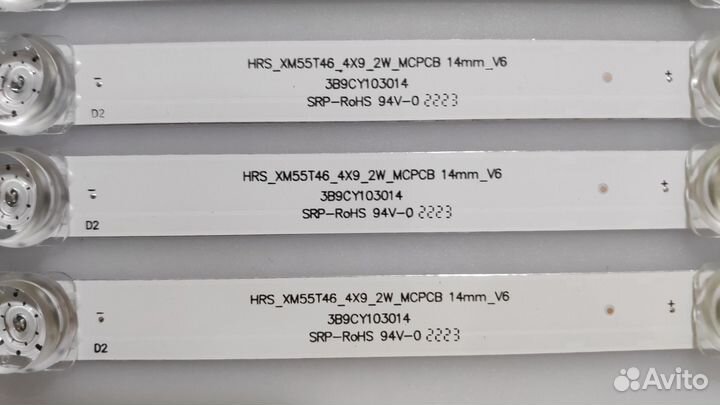 HRS_XM55T46_4X9_2W_MCPCB 14mm_V6
3B9CY103014
SRP-RoHS 94V-0 2223
D2
HRS_XM55T46_4X9_2W_MCPCB 14mm_V6
3B9CY103014
SRP-RoHS 94V-0 2223
D2
HRS_XM55T46_4X9_2W_MCPCB 14mm_V6
3B9CY103014
SRP-RoHS 94V-0 2223
D2
Avito